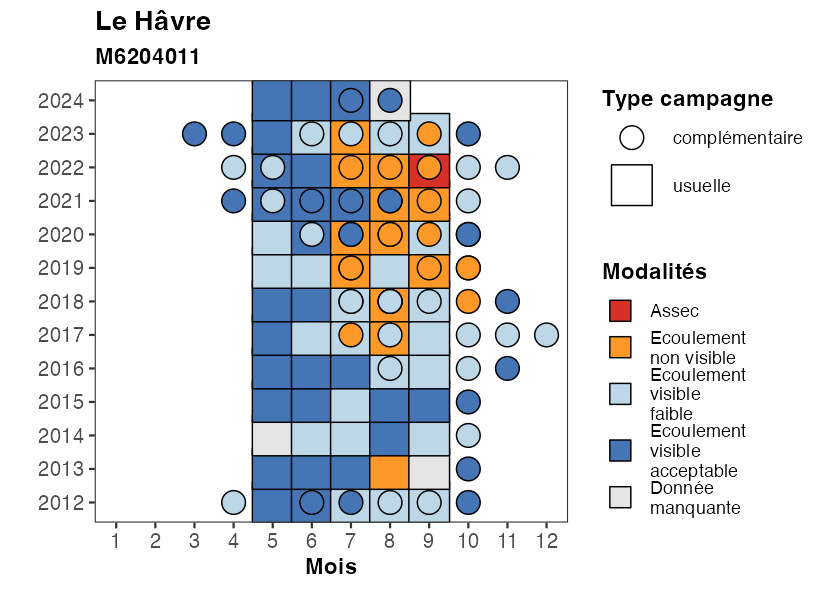 Le Hâvre
M6204011
2024
2023
2022
2021
2020
2019
2018
2017
2016
2015
2014
2013
2012
1 2 3 4 5 6 7 8 9 10 11 12
Mois
Type campagne
complémentaire
usuelle
Modalités
Assec
Ecoulement
non visible
Ecoulement
visible
faible
Ecoulement
visible
acceptable
Donnée
manquante